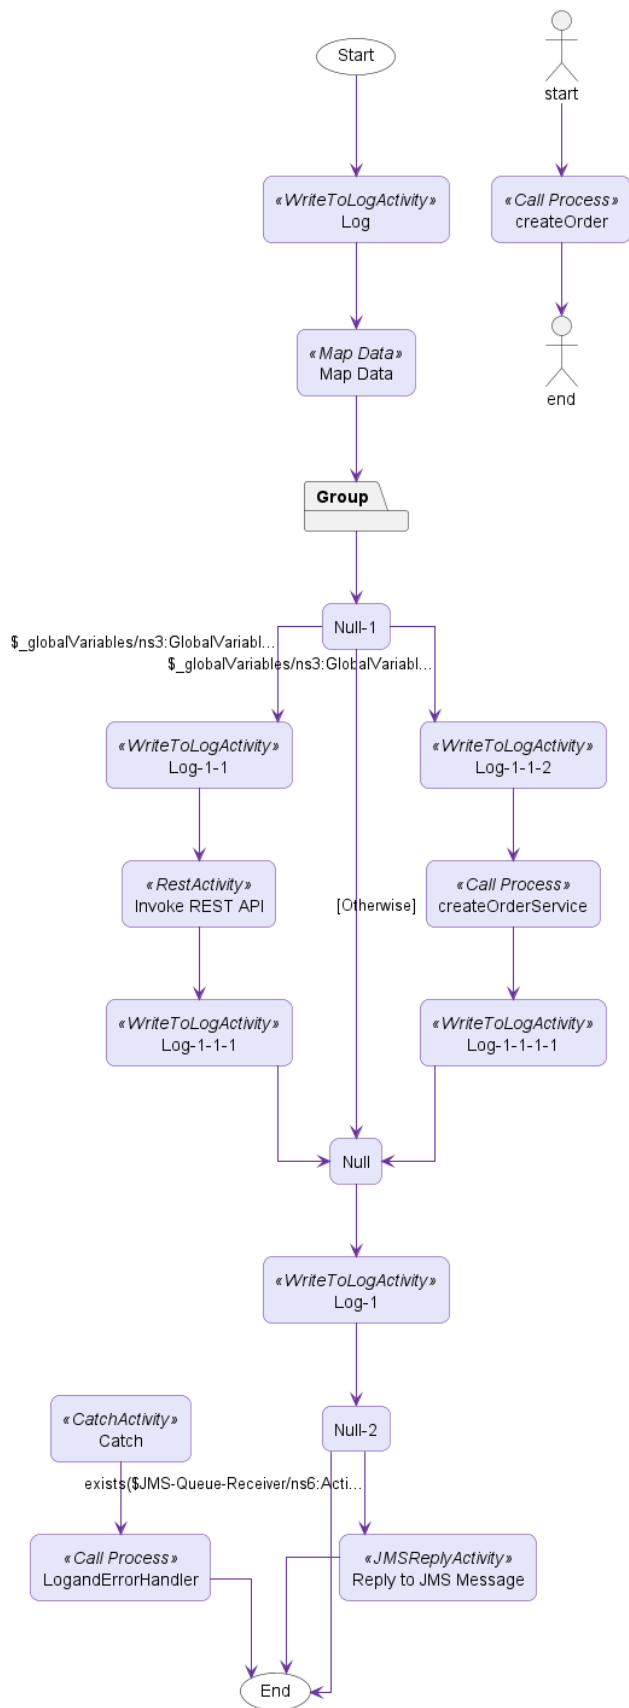 Start
start
«WriteToLogActivity»
Log
«Call Process»
createOrder
«Map Data»
Map Data
end
Group
Null-1
$_globalVariables/ns3:GlobalVariabl...
$_globalVariables/ns3:GlobalVariabl...
«WriteToLogActivity»
Log-1-1
«WriteToLogActivity»
Log-1-1-2
«RestActivity»
Invoke REST API
[Otherwise]
«Call Process»
createOrderService
«WriteToLogActivity»
Log-1-1-1
«WriteToLogActivity»
Log-1-1-1-1
Null
«WriteToLogActivity»
Log-1
«CatchActivity»
Catch
Null-2
exists($JMS-Queue-Receiver/ns6:Acti...
«Call Process»
LogandErrorHandler
«JMSReplyActivity»
Reply to JMS Message
End